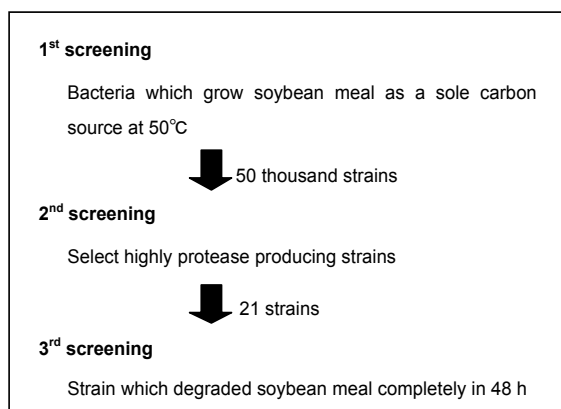 1st screening
Bacteria which grow soybean meal as a sole carbon
source at 50℃
50 thousand strains
2nd screening
Select highly protease producing strains
21 strains
3rd screening
Strain which degraded soybean meal completely in 48 h